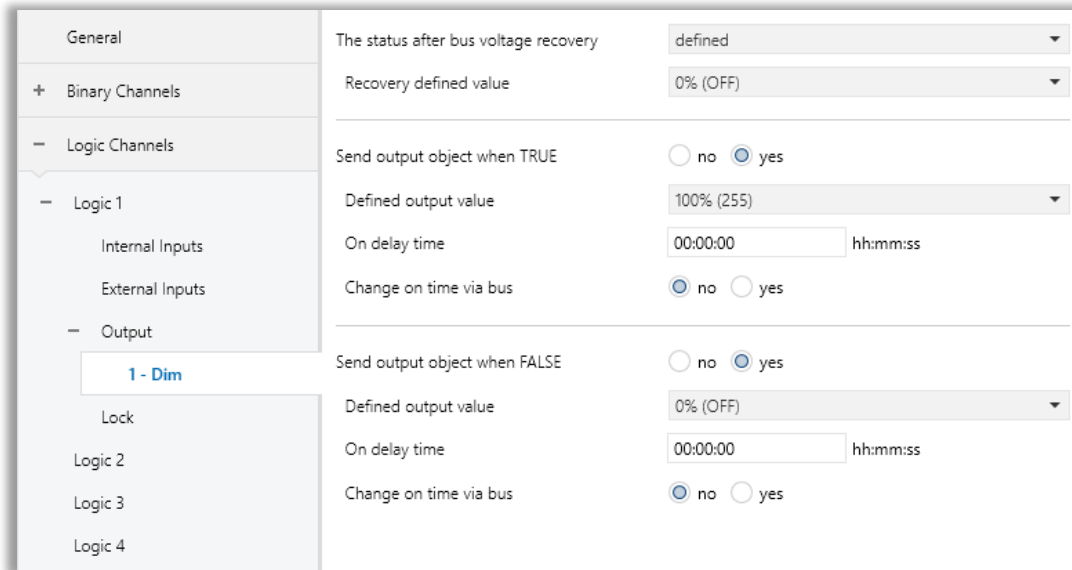 General
+ Binary Channels
− Logic Channels
− Logic 1
Internal Inputs
External Inputs
− Output
1 - Dim
Lock
Logic 2
Logic 3
Logic 4
The status after bus voltage recovery defined
Recovery defined value 0% (OFF)
Send output object when TRUE no yes
Defined output value 100% (255)
On delay time 00:00:00 hh:mm:ss
Change on time via bus no yes
Send output object when FALSE no yes
Defined output value 0% (OFF)
On delay time 00:00:00 hh:mm:ss
Change on time via bus no yes